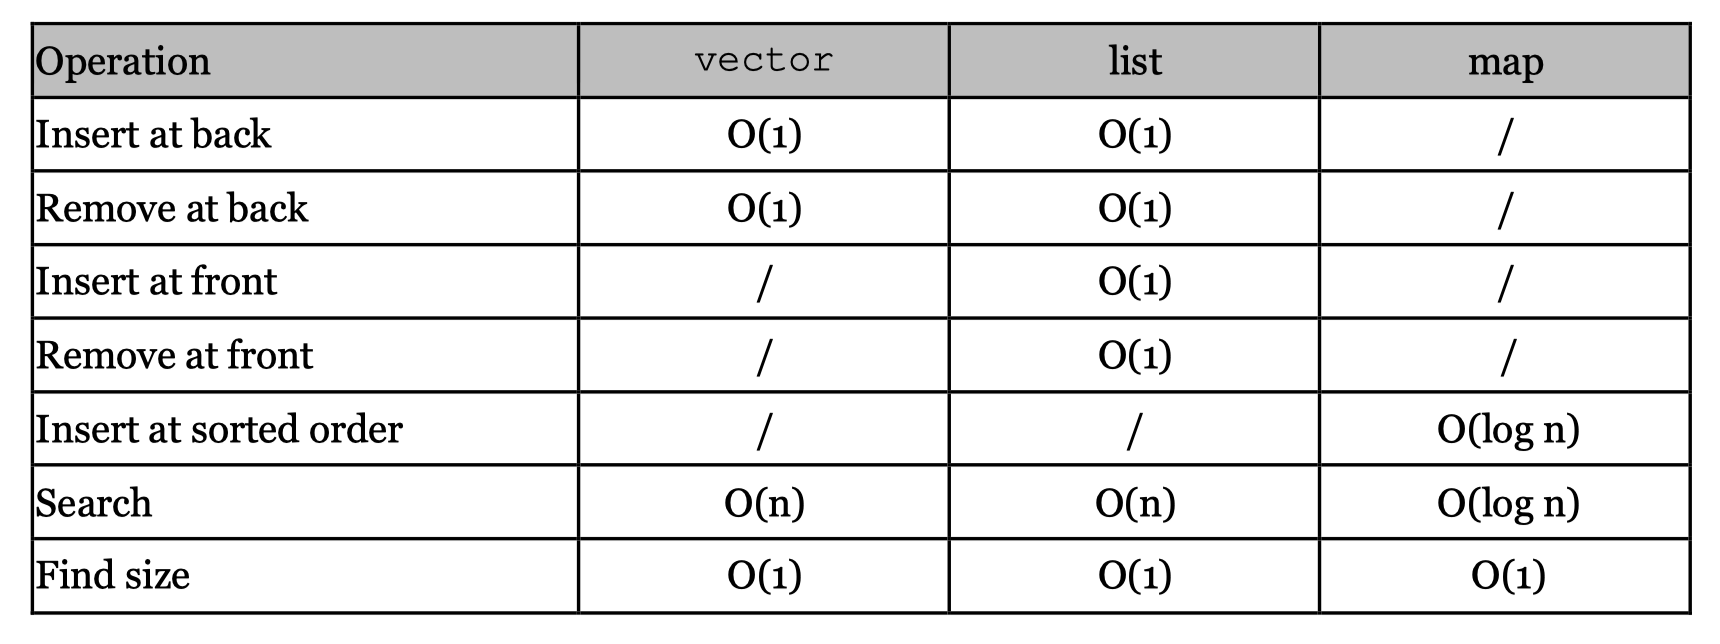 Operation vector list map
Insert at back O(1) O(1) /
Remove at back O(1) O(1) /
Insert at front / O(1) /
Remove at front / O(1) /
Insert at sorted order / / O(log n)
Search O(n) O(n) O(log n)
Find size O(1) O(1) O(1)